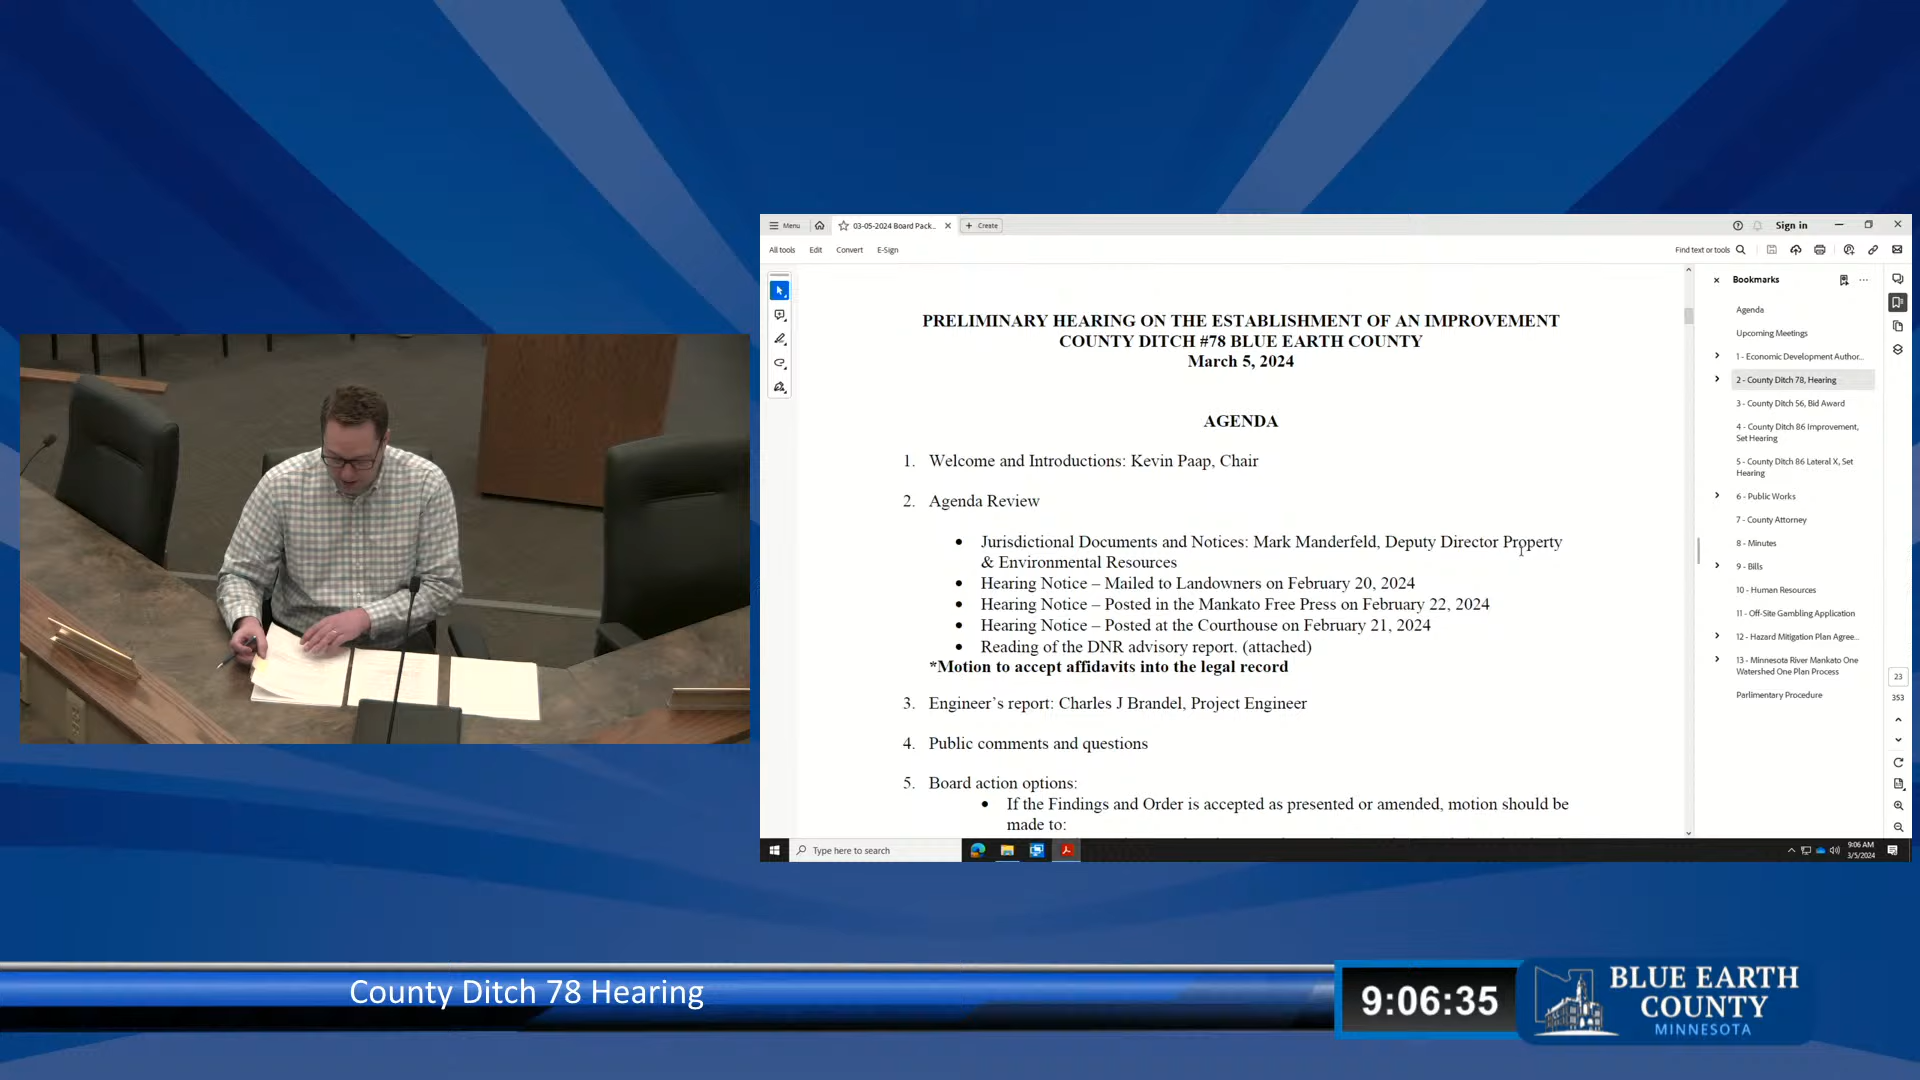 Menu
03-05-2024 Board Pack...
Create
Sign in
All tools
Edit
Convert
E-Sign
Find text or tools
PRELIMINARY HEARING ON THE ESTABLISHMENT OF AN IMPROVEMENT
COUNTY DITCH #78 BLUE EARTH COUNTY
March 5, 2024
AGENDA
1. Welcome and Introductions: Kevin Paap, Chair
2. Agenda Review
• Jurisdictional Documents and Notices: Mark Manderfeld, Deputy Director Property
& Environmental Resources
• Hearing Notice – Mailed to Landowners on February 20, 2024
• Hearing Notice – Posted in the Mankato Free Press on February 22, 2024
• Hearing Notice – Posted at the Courthouse on February 21, 2024
• Reading of the DNR advisory report. (attached)
*Motion to accept affidavits into the legal record
3. Engineer's report: Charles J Brandel, Project Engineer
4. Public comments and questions
5. Board action options:
• If the Findings and Order is accepted as presented or amended, motion should be
made to:
Bookmarks
Agenda
Upcoming Meetings
1 - Economic Development Author...
2 - County Ditch 78, Hearing
3 - County Ditch 56, Bid Award
4 - County Ditch 86 Improvement,
Set Hearing
5 - County Ditch 86 Lateral X, Set
Hearing
6 - Public Works
7 - County Attorney
8 - Minutes
9 - Bills
10 - Human Resources
11 - Off-Site Gambling Application
12 - Hazard Mitigation Plan Agree...
13 - Minnesota River Mankato One
Watershed One Plan Process
Parlimentary Procedure
23
353
Type here to search
9:06 AM
3/5/2024
County Ditch 78 Hearing
9:06:35
BLUE EARTH
COUNTY
MINNESOTA